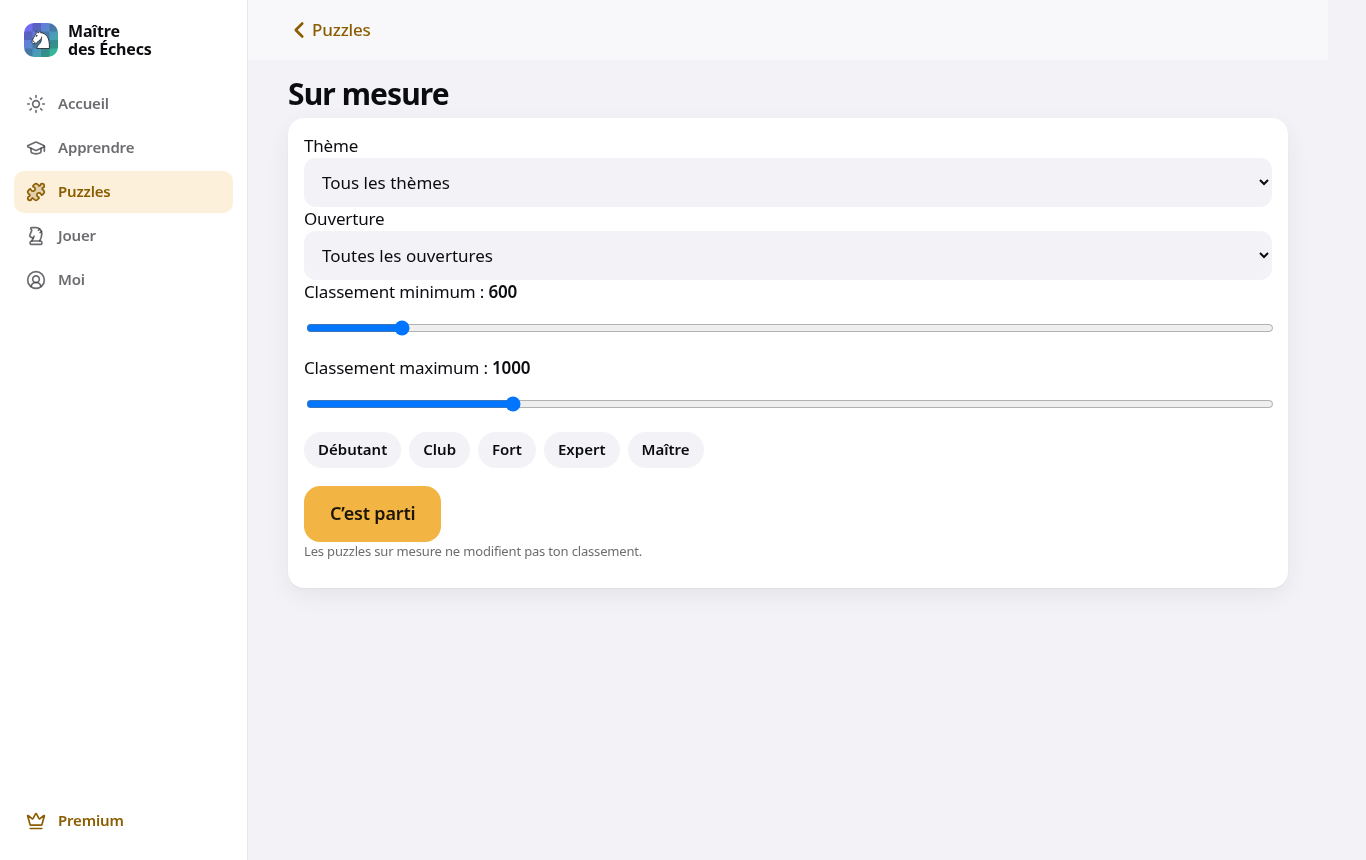 Maître
des Échecs
Accueil
Apprendre
Puzzles
Jouer
Moi
Premium
Puzzles
Sur mesure
Thème
Tous les thèmes
Ouverture
Toutes les ouvertures
Classement minimum : 600
Classement maximum : 1000
Débutant Club Fort Expert Maître
C’est parti
Les puzzles sur mesure ne modifient pas ton classement.